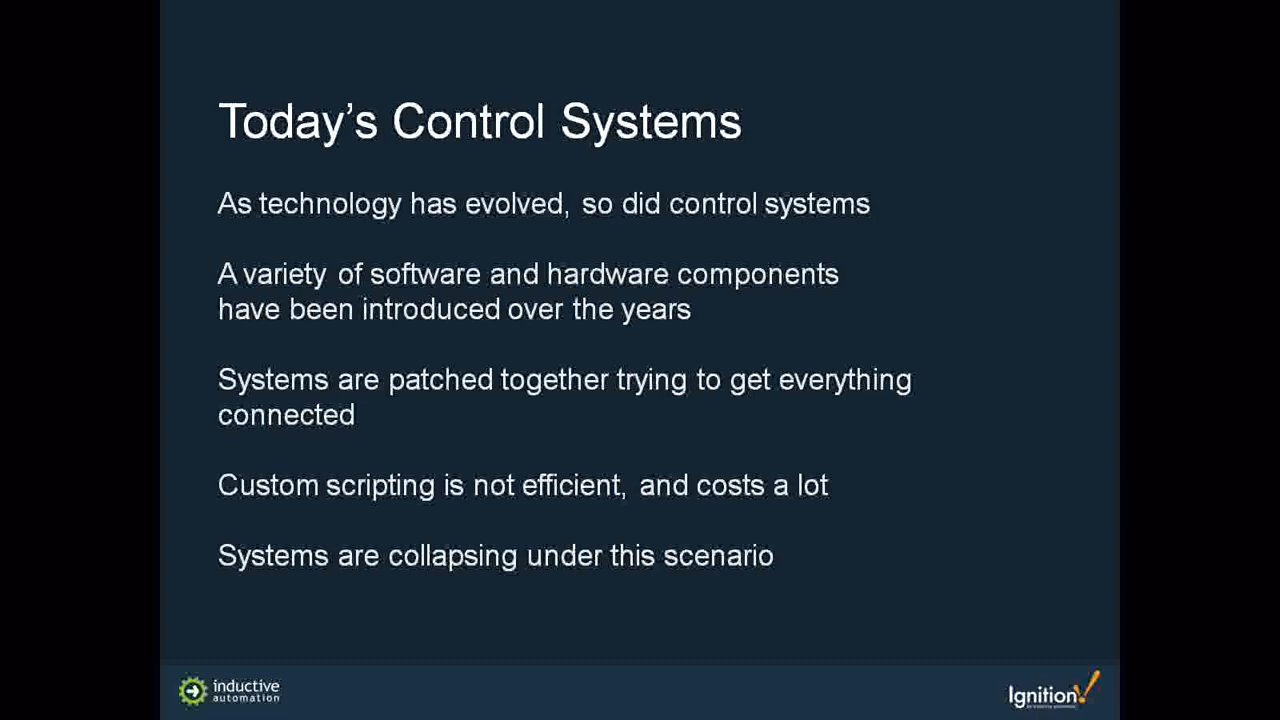 Today’s Control Systems
As technology has evolved, so did control systems
A variety of software and hardware components
have been introduced over the years
Systems are patched together trying to get everything
connected
Custom scripting is not efficient, and costs a lot
Systems are collapsing under this scenario
inductive
automation
Ignition!